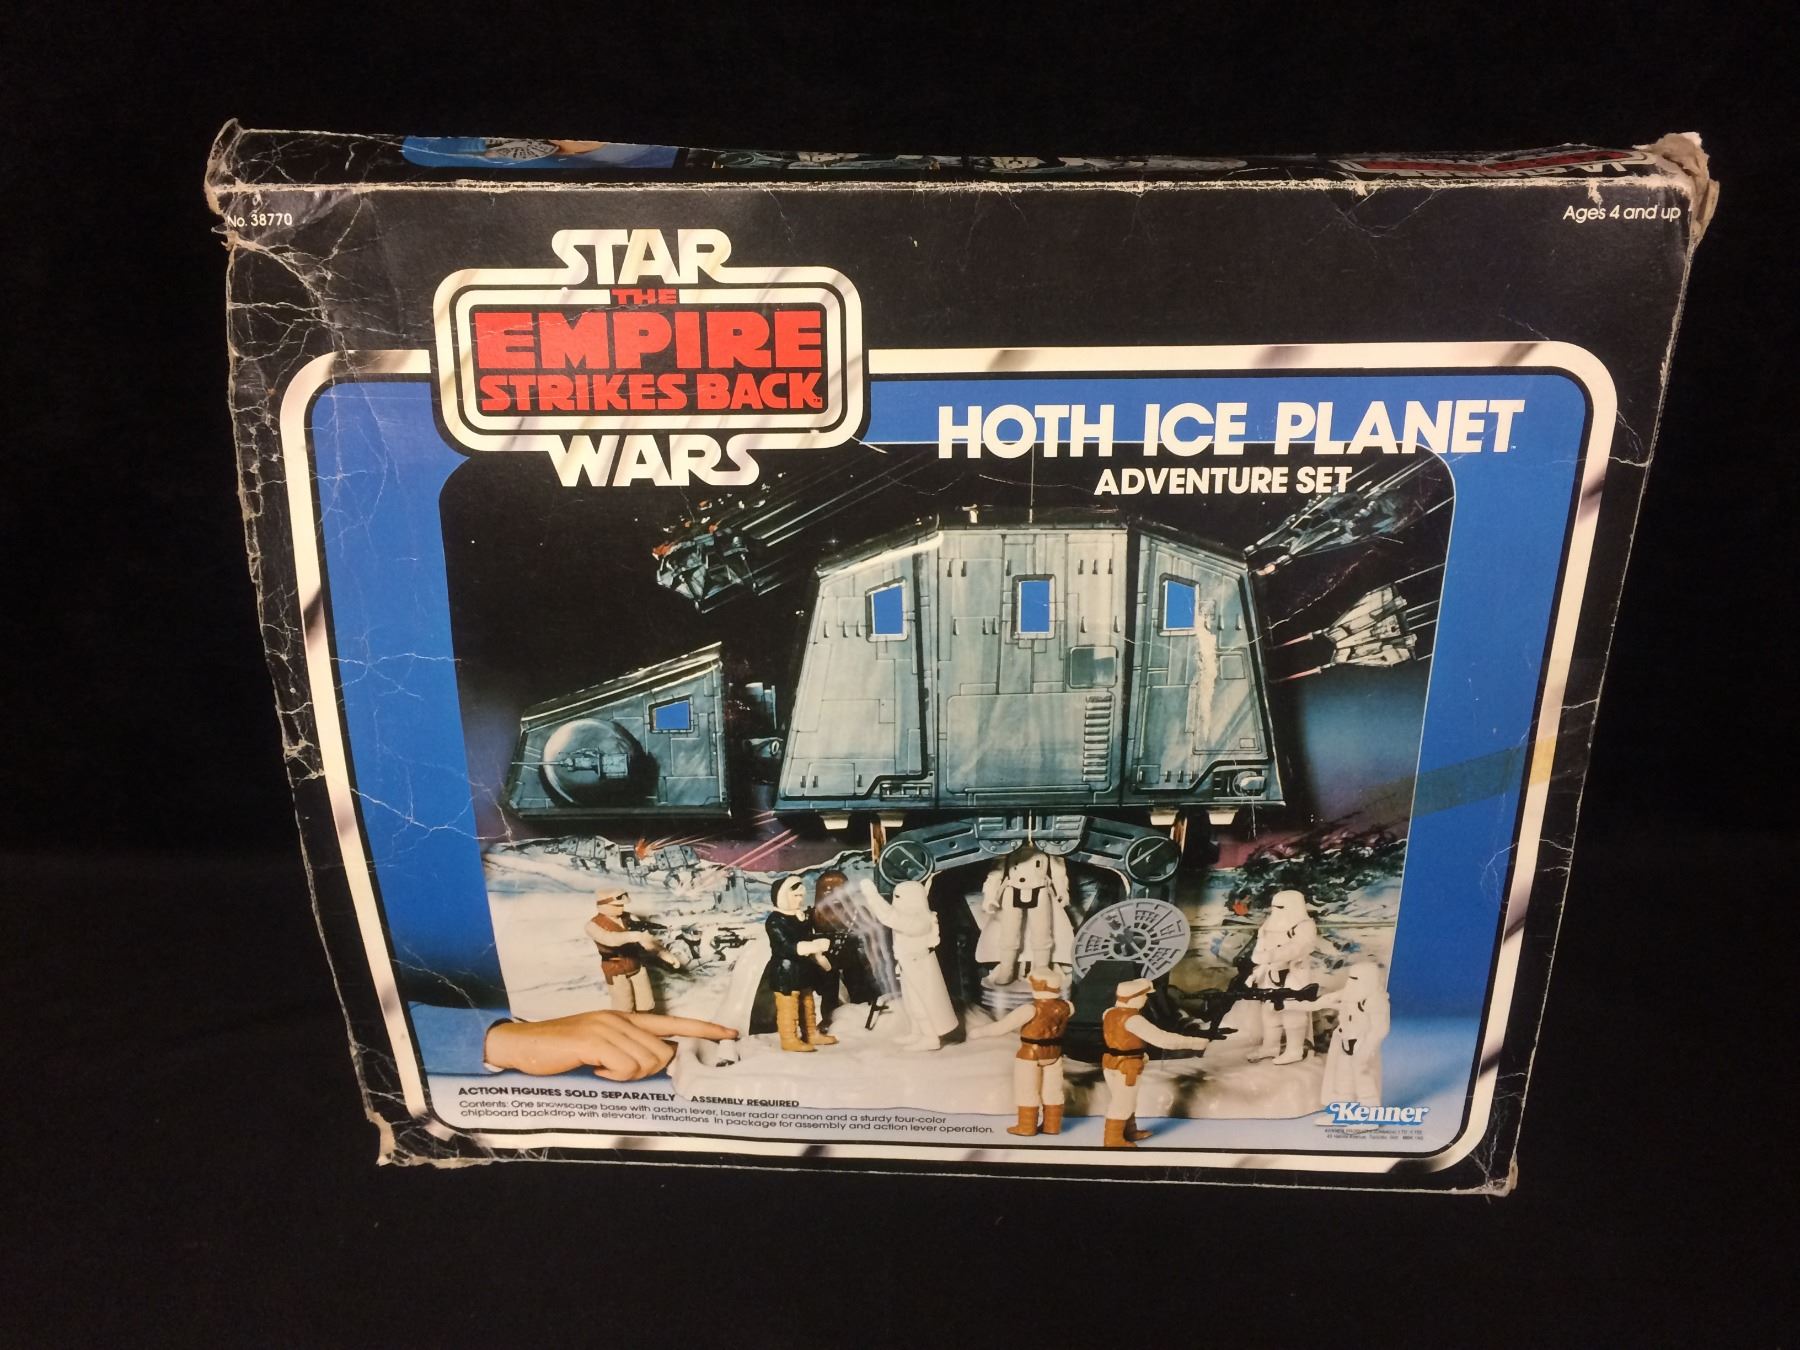 No. 38770
Ages 4 and up
STAR
THE
EMPIRE
STRIKES BACK
WARS
HOTH ICE PLANET
ADVENTURE SET
ACTION FIGURES SOLD SEPARATELY ASSEMBLY REQUIRED
Contents: One snowscape base with action lever, laser radar cannon and a sturdy four-color
chipboard backdrop with elevator. Instructions in package for assembly and action lever operation.
Kenner